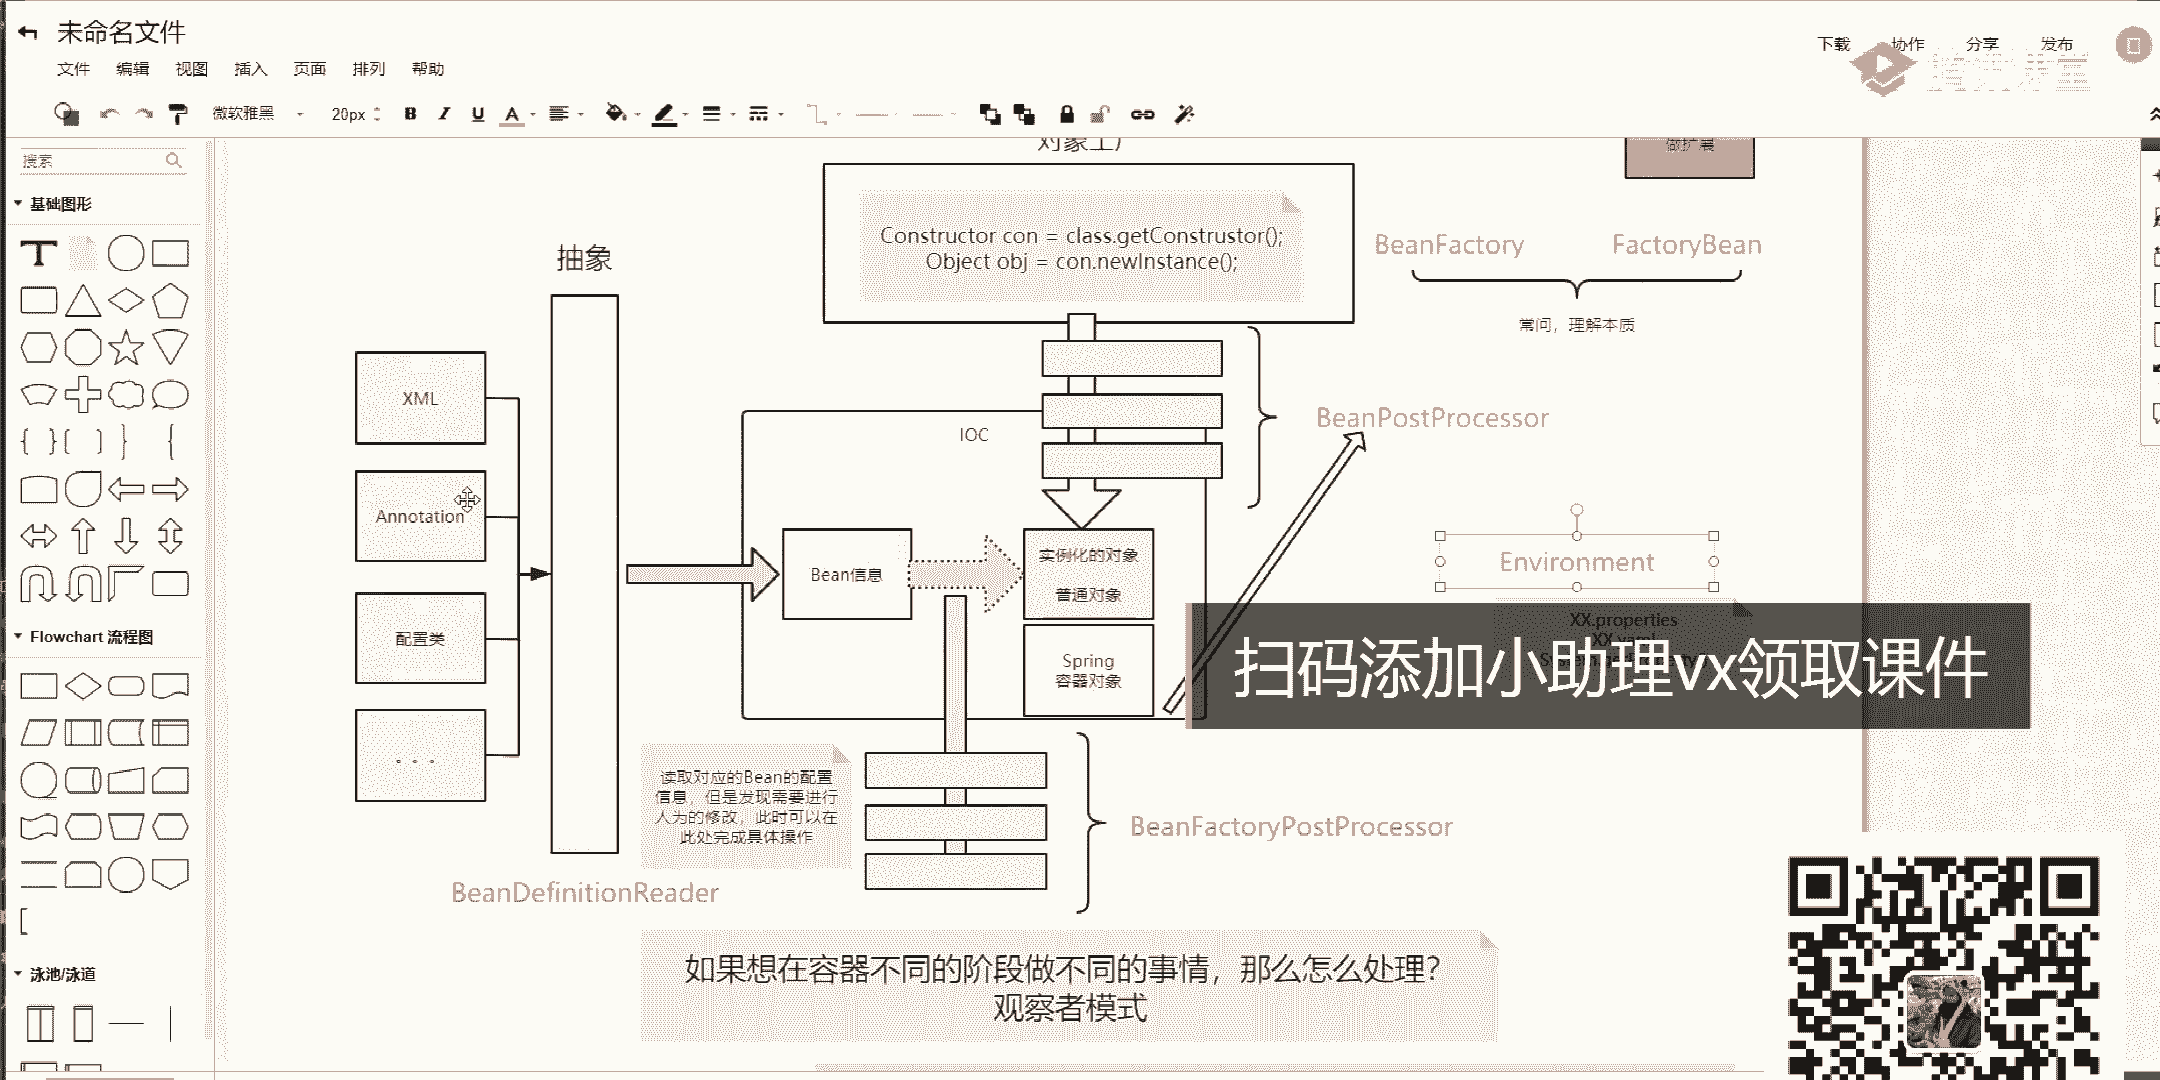 未命名文件
下载 协作 分享 发布
文件 编辑 视图 插入 页面 排列 帮助
腾讯课堂
微软雅黑 20px B I U A
搜索
基础图形
T
Flowchart 流程图
泳池/泳道
对象工厂
做扩展
Constructor con = class.getConstrustor();
Object obj = con.newInstance();
BeanFactory FactoryBean
常问，理解本质
抽象
XML
Annotation
配置类
. . .
IOC
BeanPostProcessor
Bean信息
实例化的对象
普通对象
Spring
容器对象
Environment
XX.properties
扫码添加小助理vx领取课件
读取对应的Bean的配置
信息，但是发现需要进行
人为的修改，此时可以在
此处完成具体操作
BeanFactoryPostProcessor
BeanDefinitionReader
如果想在容器不同的阶段做不同的事情，那么怎么处理？
观察者模式